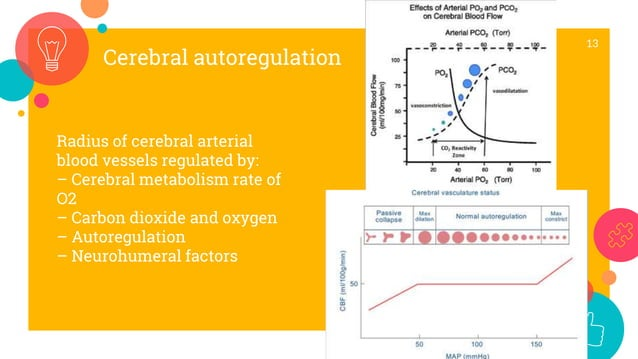 Cerebral autoregulation
13
Radius of cerebral arterial
blood vessels regulated by:
– Cerebral metabolism rate of
O2
– Carbon dioxide and oxygen
– Autoregulation
– Neurohumeral factors
Effects of Arterial PO2 and PCO2
on Cerebral Blood Flow
Arterial PCO2 (Torr)
20 40 60 80 100
Cerebral Blood Flow
(ml/100mg/min)
100
75
50
25
PO2
PCO2
vasodilatation
vasoconstriction
CO2 Reactivity
Zone
20 40 60 80 100
Arterial PO2 (Torr)
Cerebral vasculature status
Passive
collapse
Max
dilation
Normal autoregulation
Max
constrict
CBF (ml/100g/min)
50
50 100 150
MAP (mmHg)